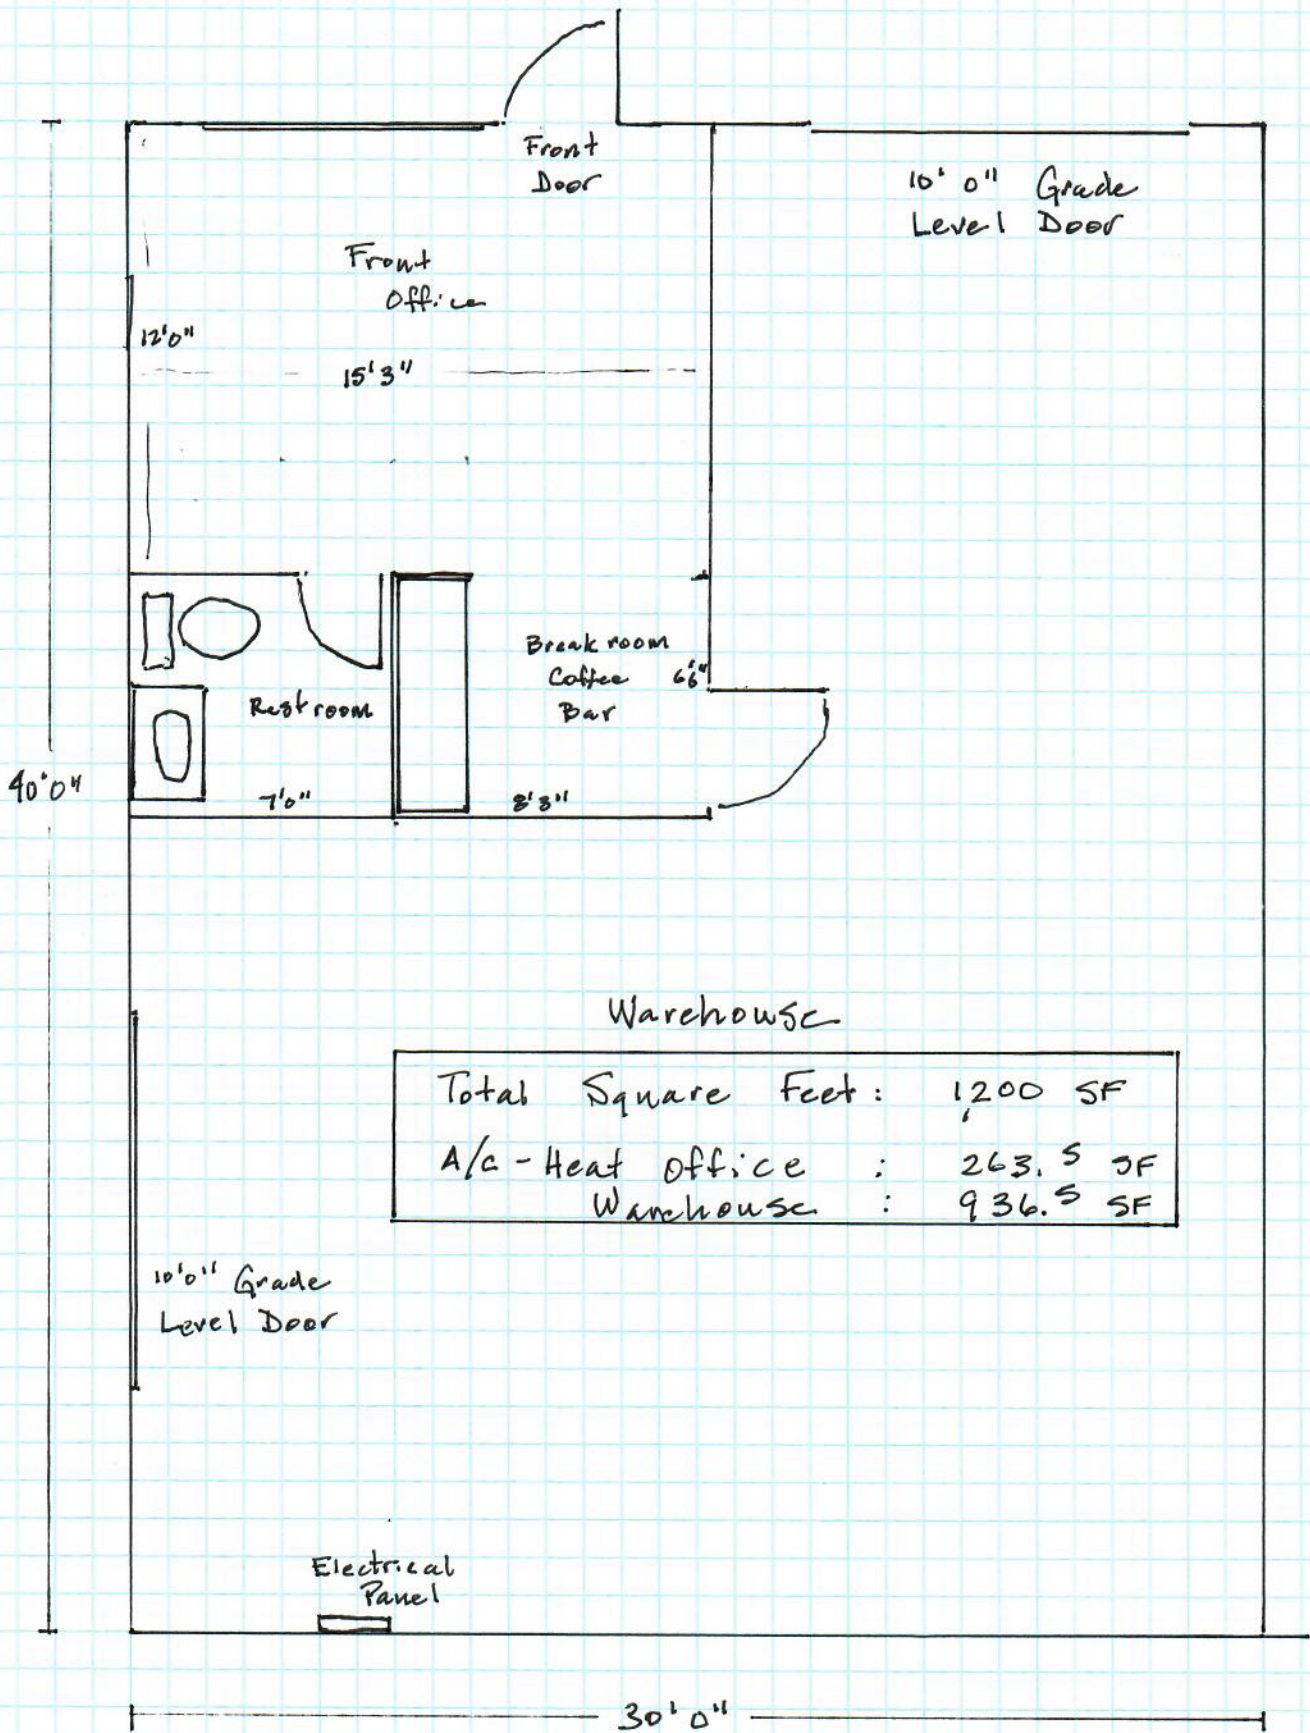 Front
Door
10' 0" Grade
Level Door
Front
Office
12'0"
15'3"
Break room
Coffee
Bar
6'6"
Restroom
7'0"
8'3"
40'0"
Warehouse
Total Square Feet: 1,200 SF
A/C-Heat office : 263.5 SF
Warehouse : 936.5 SF
10'0" Grade
Level Door
Electrical
Panel
30'0"